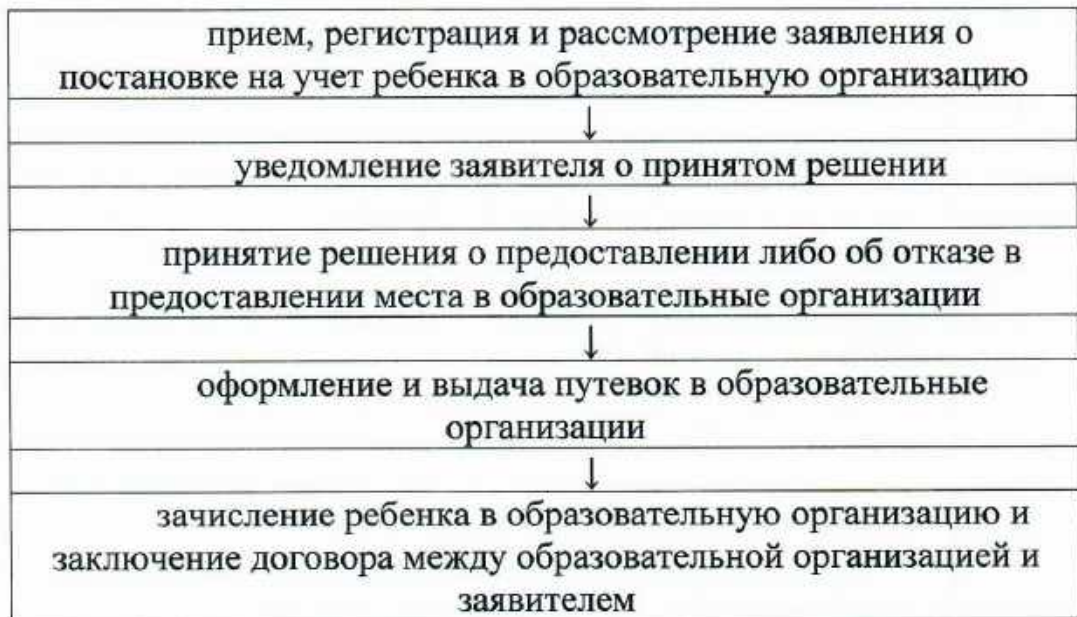 прием, регистрация и рассмотрение заявления о
постановке на учет ребенка в образовательную организацию
↓
уведомление заявителя о принятом решении
↓
принятие решения о предоставлении либо об отказе в
предоставлении места в образовательные организации
↓
оформление и выдача путевок в образовательные
организации
↓
зачисление ребенка в образовательную организацию и
заключение договора между образовательной организацией и
заявителем